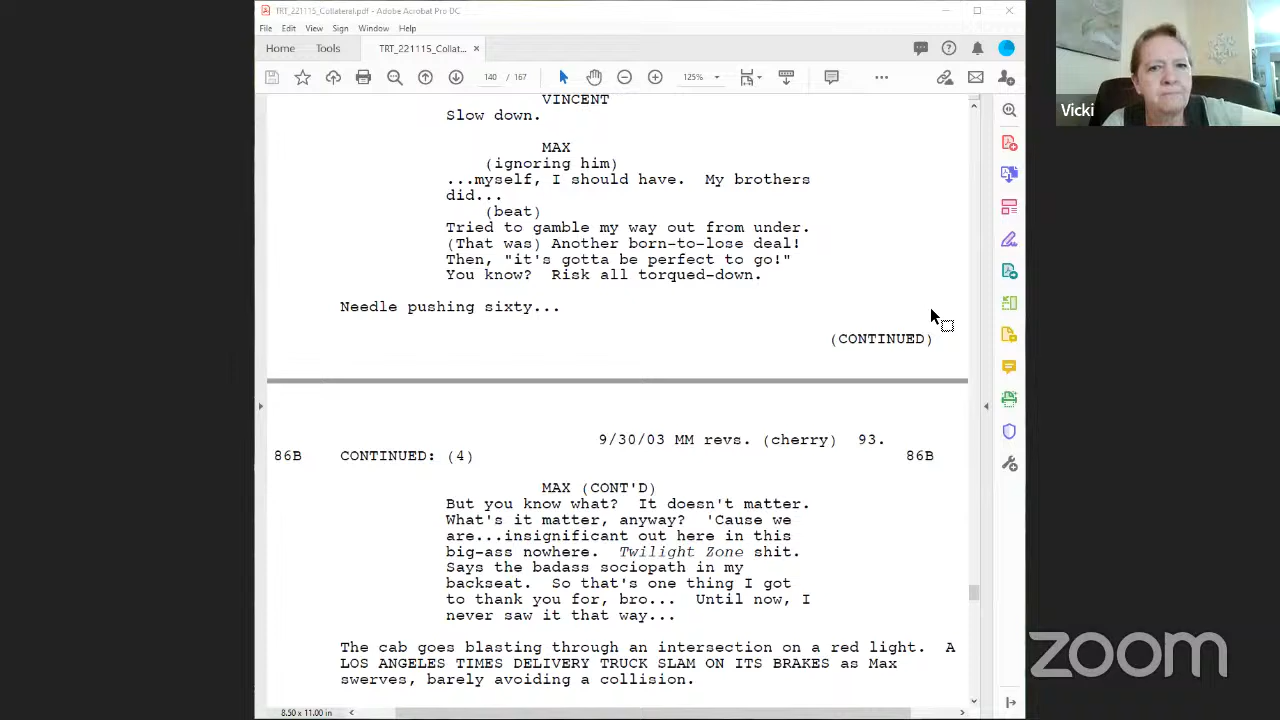 TRT_221115_Collateral.pdf - Adobe Acrobat Pro DC
File Edit View Sign Window Help
Home Tools TRT_221115_Collat... ×
140 / 167 125%
VINCENT
Slow down.
MAX
(ignoring him)
...myself, I should have. My brothers
did...
(beat)
Tried to gamble my way out from under.
(That was) Another born-to-lose deal!
Then, "it's gotta be perfect to go!"
You know? Risk all torqued-down.
Needle pushing sixty...
(CONTINUED)
9/30/03 MM revs. (cherry) 93.
86B CONTINUED: (4) 86B
MAX (CONT'D)
But you know what? It doesn't matter.
What's it matter, anyway? 'Cause we
are...insignificant out here in this
big-ass nowhere. Twilight Zone shit.
Says the badass sociopath in my
backseat. So that's one thing I got
to thank you for, bro... Until now, I
never saw it that way...
The cab goes blasting through an intersection on a red light. A
LOS ANGELES TIMES DELIVERY TRUCK SLAM ON ITS BRAKES as Max
swerves, barely avoiding a collision.
8.50 x 11.00 in
Vicki
zoom